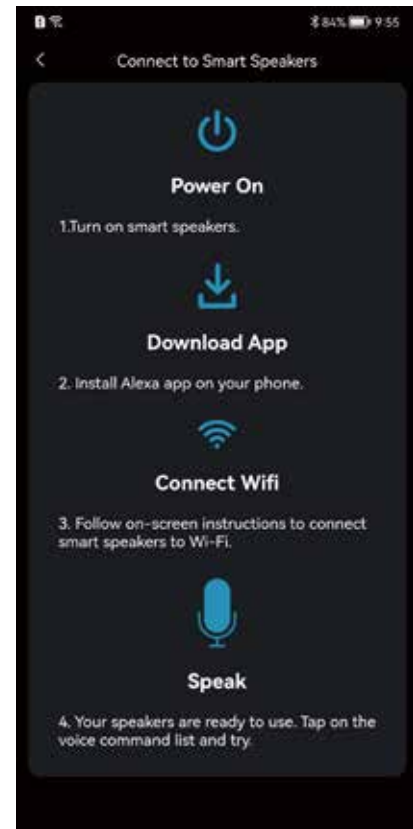 84% 9:55
Connect to Smart Speakers
Power On
1.Turn on smart speakers.
Download App
2. Install Alexa app on your phone.
Connect Wifi
3. Follow on-screen instructions to connect
smart speakers to Wi-Fi.
Speak
4. Your speakers are ready to use. Tap on the
voice command list and try.